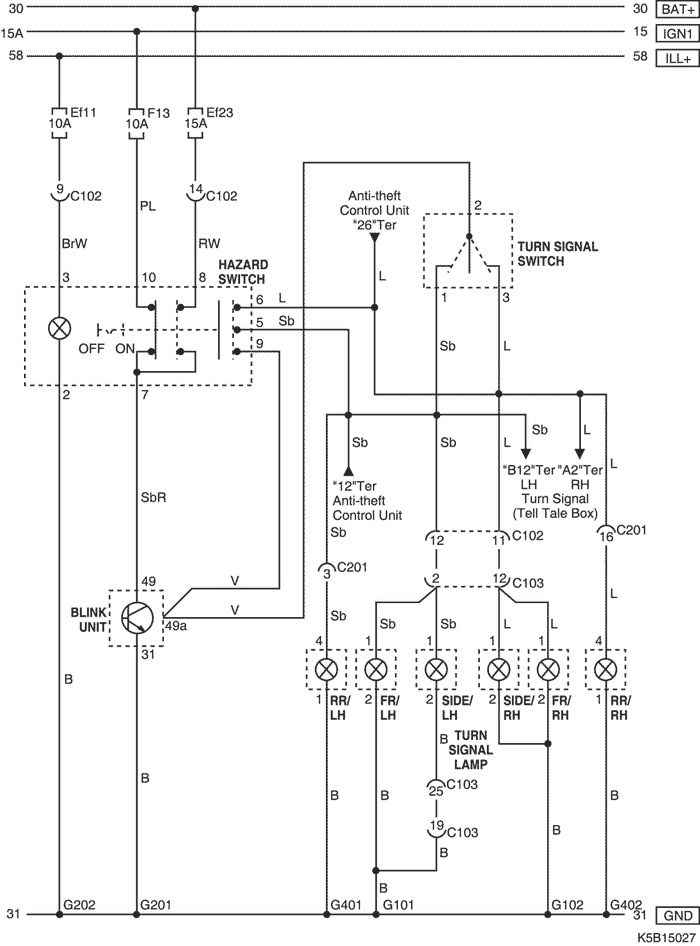 30 30 BAT+
15A 15 IGN1
58 58 ILL+
Ef11 F13 Ef23
10A 10A 15A
9 C102 14 C102
PL
BrW RW
Anti-theft
Control Unit
"26"Ter
2
TURN SIGNAL
SWITCH
L
1 3
HAZARD
SWITCH
3 10 8
6 L
5 Sb
9
OFF ON
2 7
Sb L
Sb Sb L Sb L L
"12"Ter
Anti-theft
Control Unit
"B12"Ter "A2"Ter
LH RH
Turn Signal
(Tell Tale Box)
SbR
Sb
12 11 C102
16 C201
3 C201
2 12 C103
49
BLINK
UNIT
V
V
49a
31
Sb Sb Sb L L L
4 1 1 1 1 4
1 RR/
LH
2 FR/
LH
2 SIDE/
LH
2 SIDE/
RH
2 FR/
RH
1 RR/
RH
B
B
TURN
SIGNAL
LAMP
25 C103
B B B B
19 C103
B B
B
31 G202 G201 G401 G101 G102 G402 31 GND
K5B15027